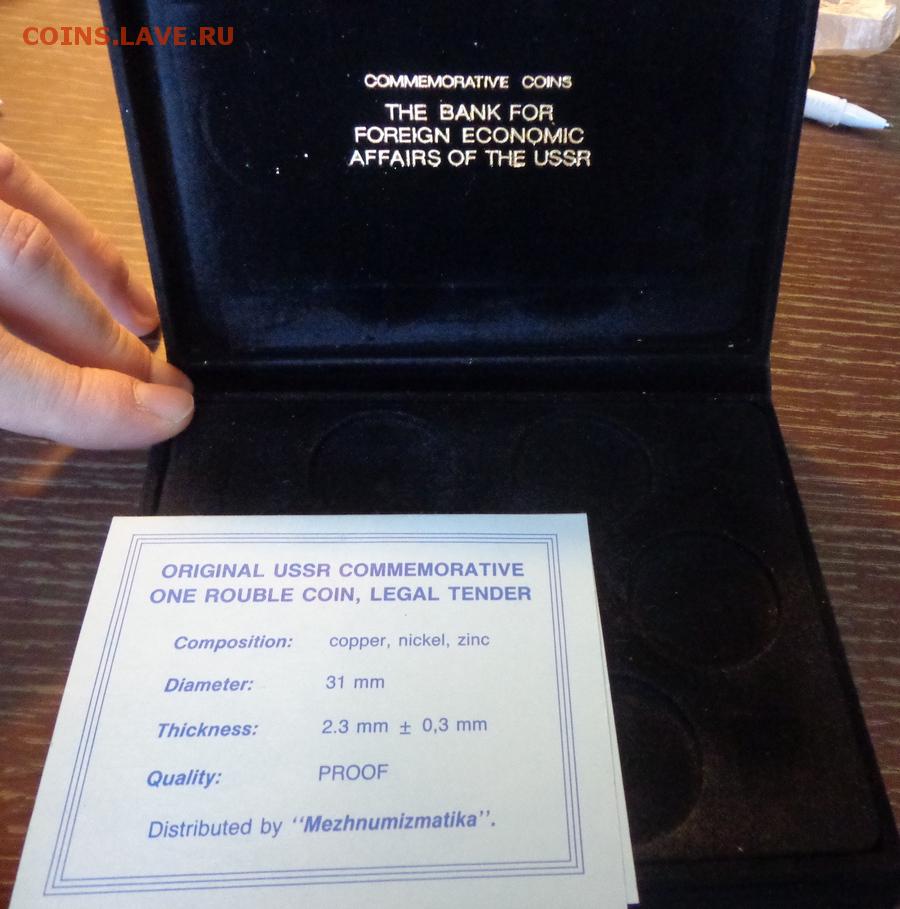 COINS.LAVE.RU
COMMEMORATIVE COINS
THE BANK FOR
FOREIGN ECONOMIC
AFFAIRS OF THE USSR
ORIGINAL USSR COMMEMORATIVE
ONE ROUBLE COIN, LEGAL TENDER
Composition: copper, nickel, zinc
Diameter: 31 mm
Thickness: 2.3 mm ± 0,3 mm
Quality: PROOF
Distributed by "Mezhnumizmatika".